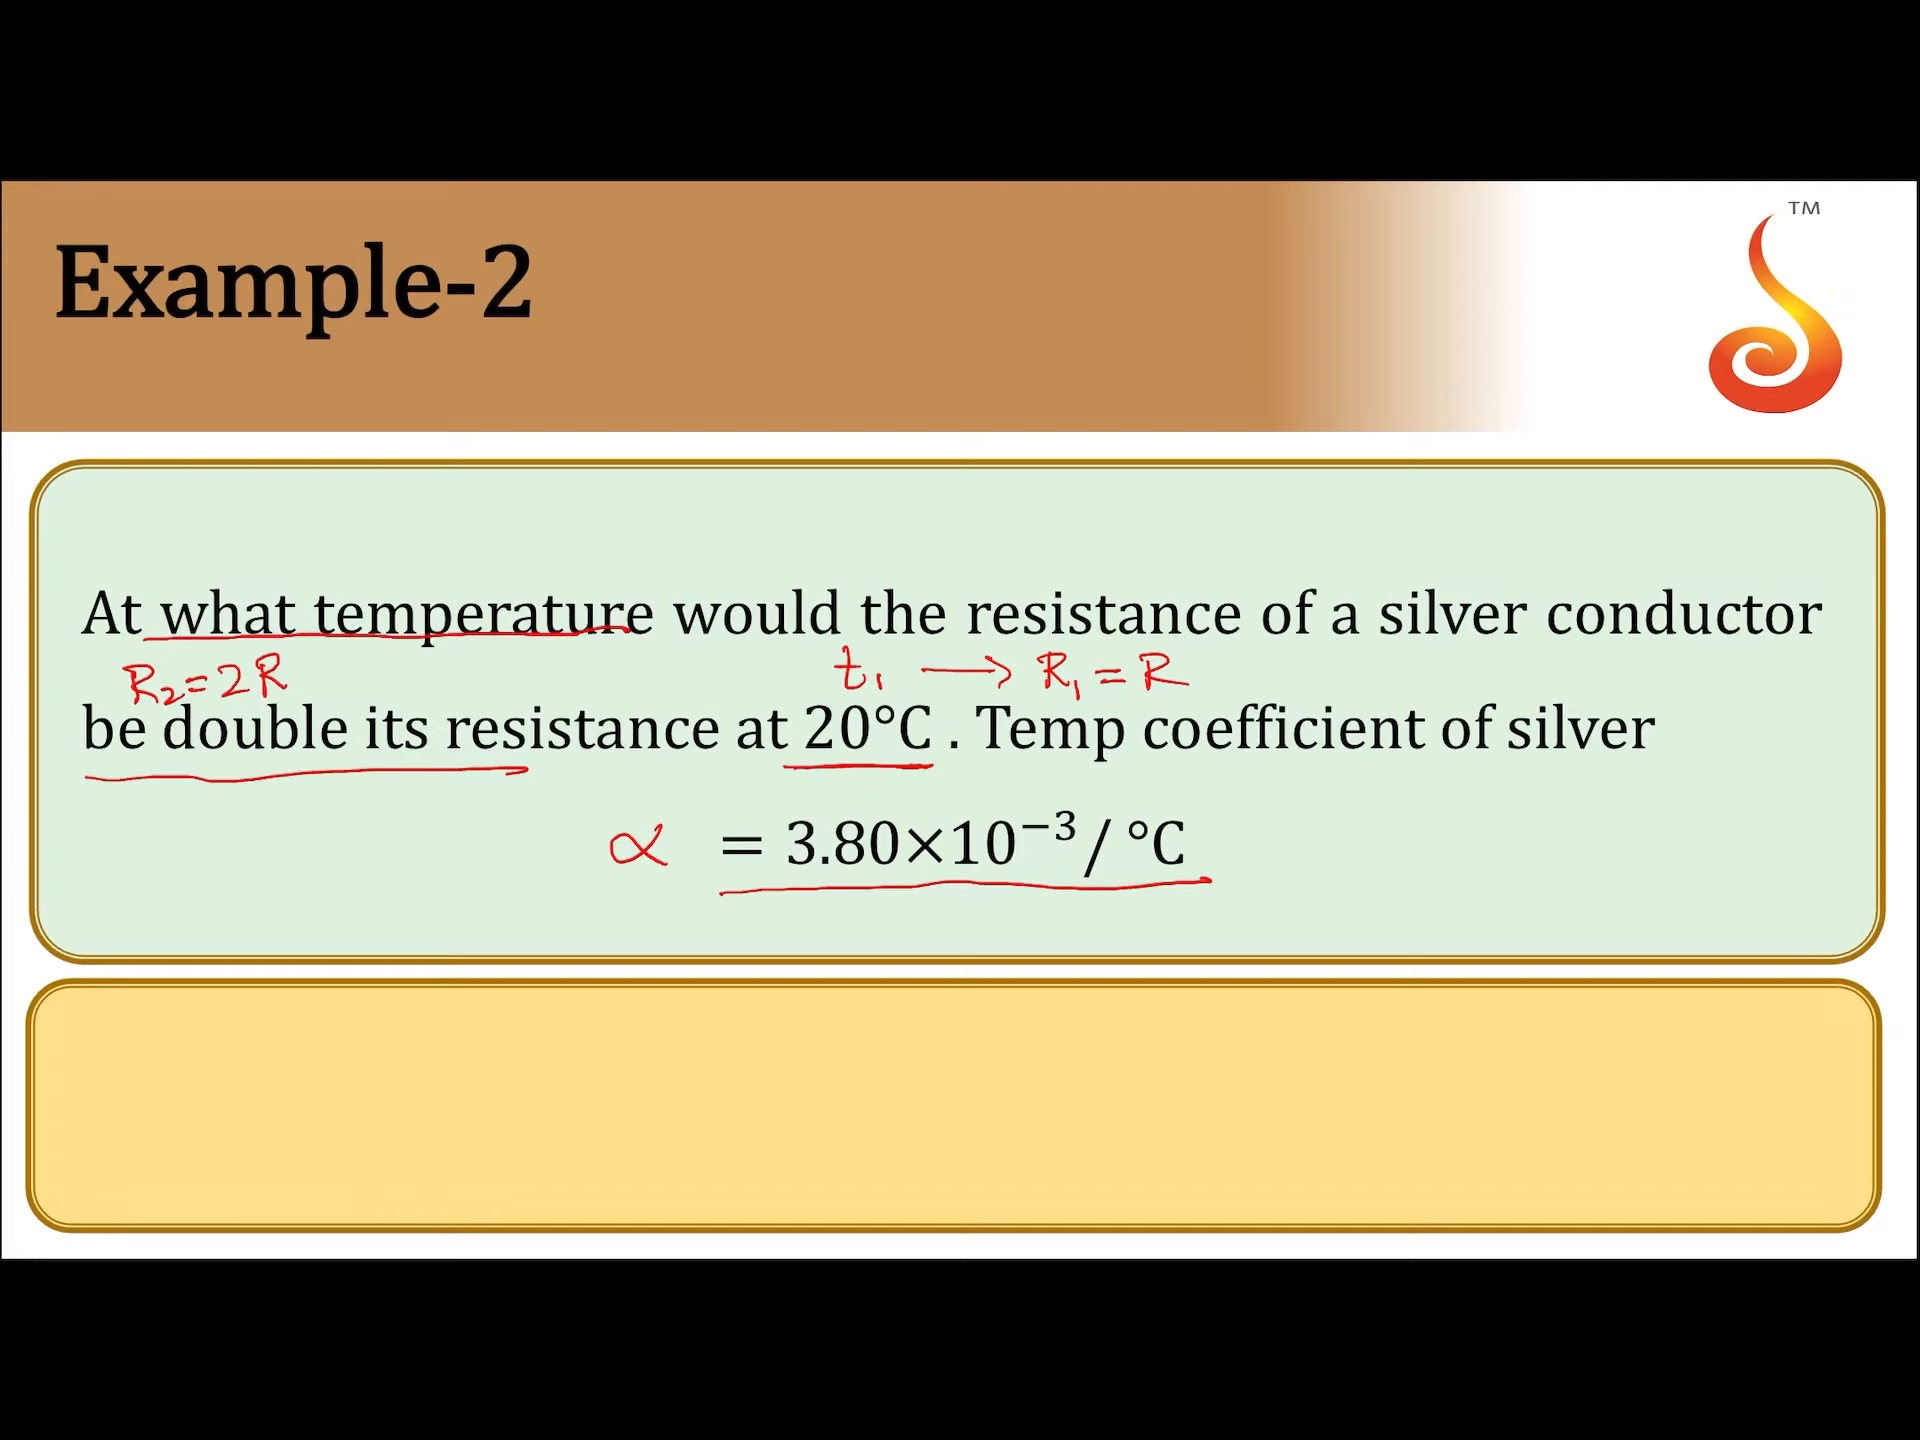 Example-2
TM
At what temperature would the resistance of a silver conductor
R₂=2R t₁ → R₁ = R
be double its resistance at 20°C . Temp coefficient of silver
α = 3.80×10⁻³/ °C